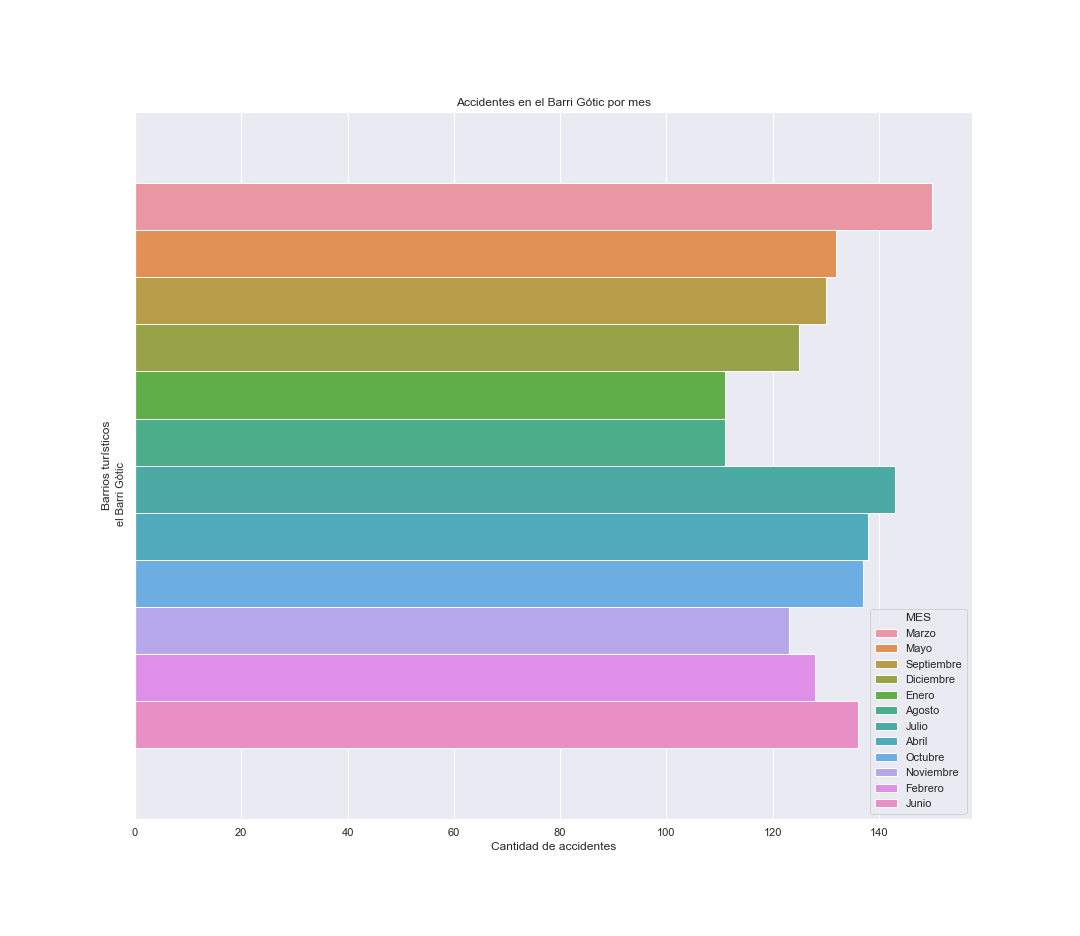 Accidentes en el Barri Gótic por mes
Barrios turísticos
el Barri Gòtic
MES
Marzo
Mayo
Septiembre
Diciembre
Enero
Agosto
Julio
Abril
Octubre
Noviembre
Febrero
Junio
0 20 40 60 80 100 120 140
Cantidad de accidentes